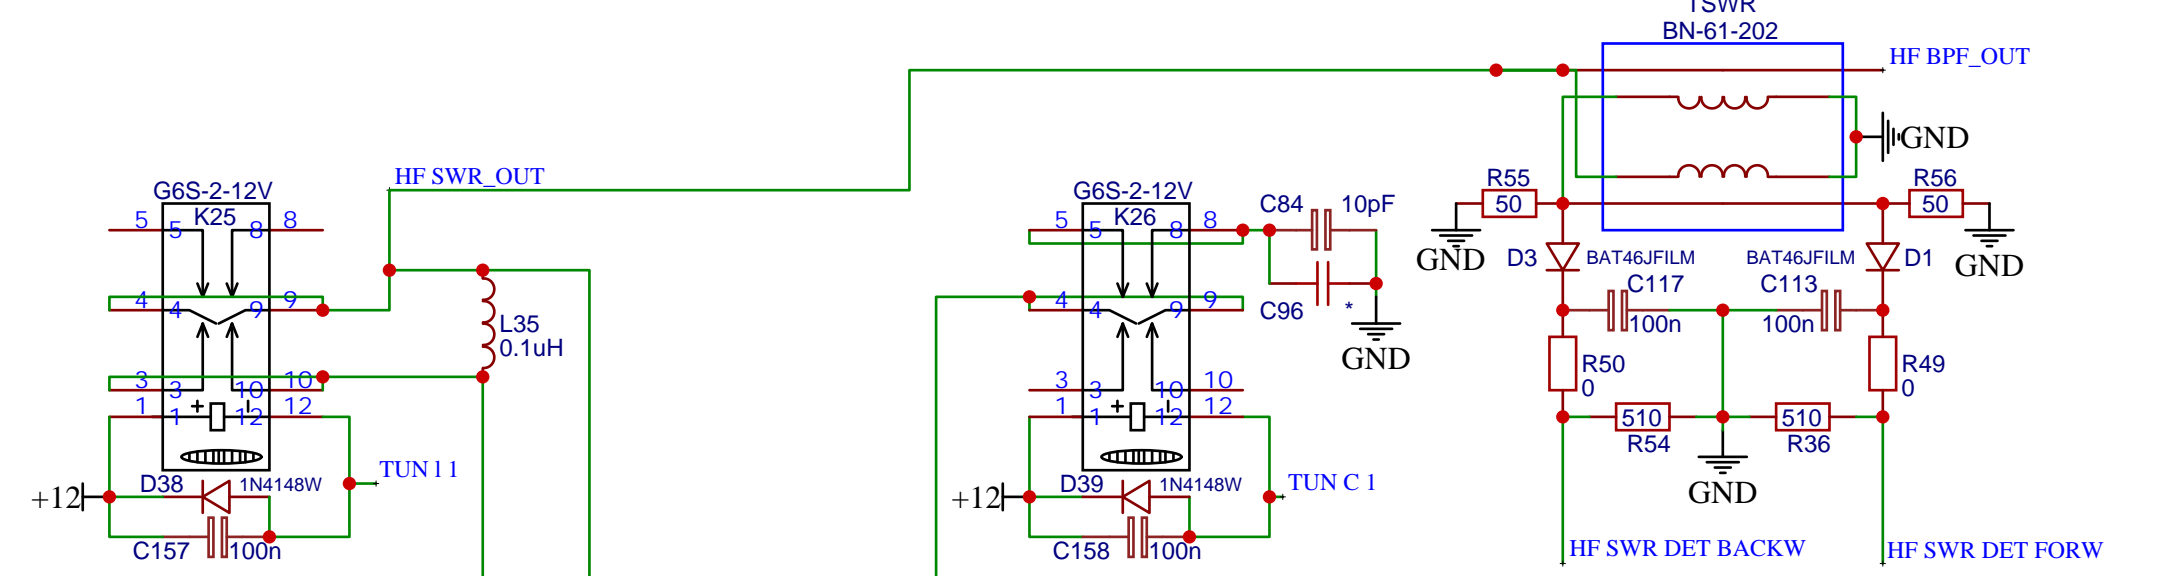 TSWR
BN-61-202
HF BPF_OUT
GND
HF SWR_OUT
G6S-2-12V
K25
5 5 8 8
4 4 9 9
3 3 10 10
1 1 + 12 12
L35
0.1uH
TUN l 1
+12
D38
1N4148W
C157
100n
G6S-2-12V
K26
5 5 8 8
4 4 9 9
3 3 10 10
1 1 + 12 12
C84
10pF
C96
*
GND
TUN C 1
+12
D39
1N4148W
C158
100n
R55
50
GND
R56
50
GND
D3
BAT46JFILM
BAT46JFILM
D1
C117
100n
C113
100n
R50
0
R49
0
510
R54
510
R36
GND
HF SWR DET BACKW
HF SWR DET FORW